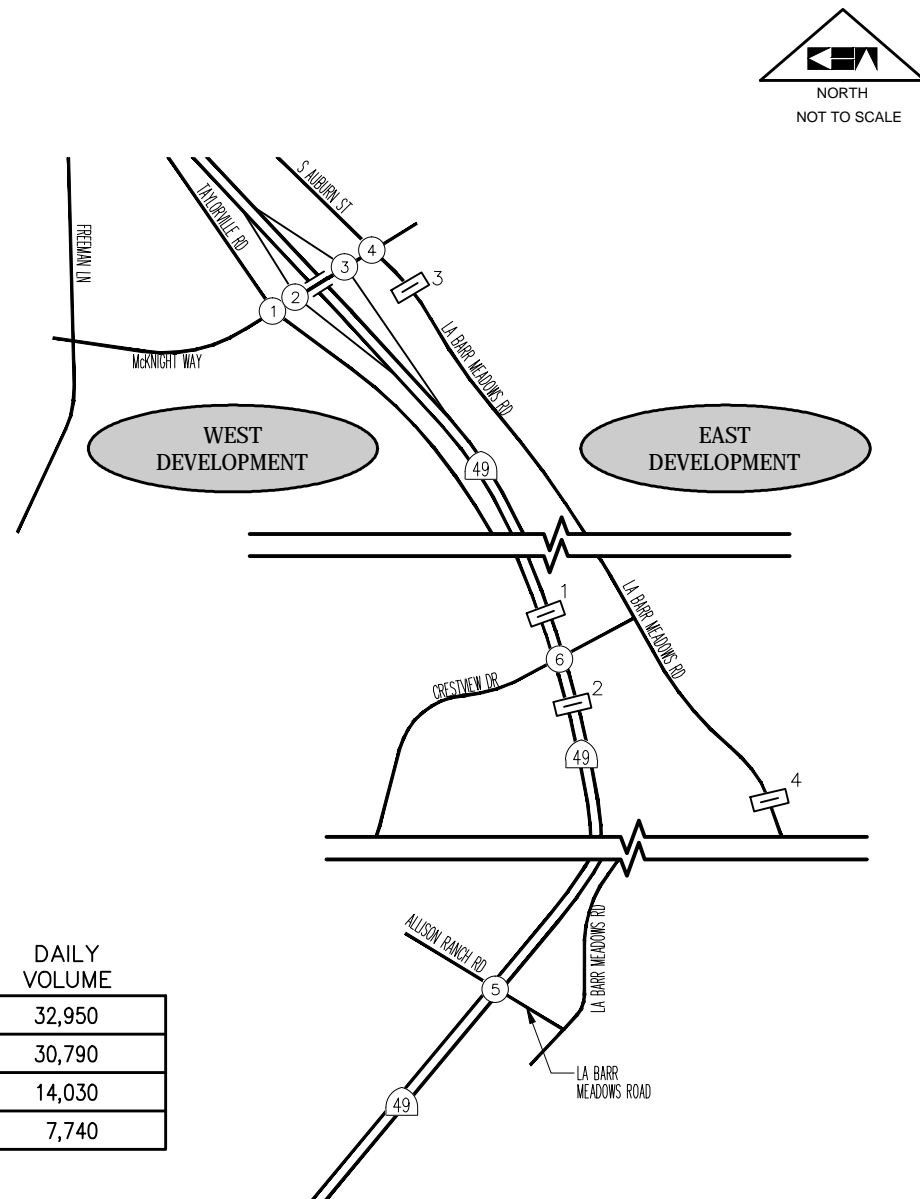 KDA
NORTH
NOT TO SCALE
S AUBURN ST
TAYLORVILLE RD
FREEMAN LN
4
3
3
2
1
McKNIGHT WAY
LA BARR MEADOWS RD
WEST
DEVELOPMENT
EAST
DEVELOPMENT
49
1
LA BARR MEADOWS RD
6
CRESTVIEW DR
2
49
4
ALLISON RANCH RD
LA BARR MEADOWS RD
5
LA BARR
MEADOWS ROAD
49
DAILY
VOLUME
32,950
30,790
14,030
7,740